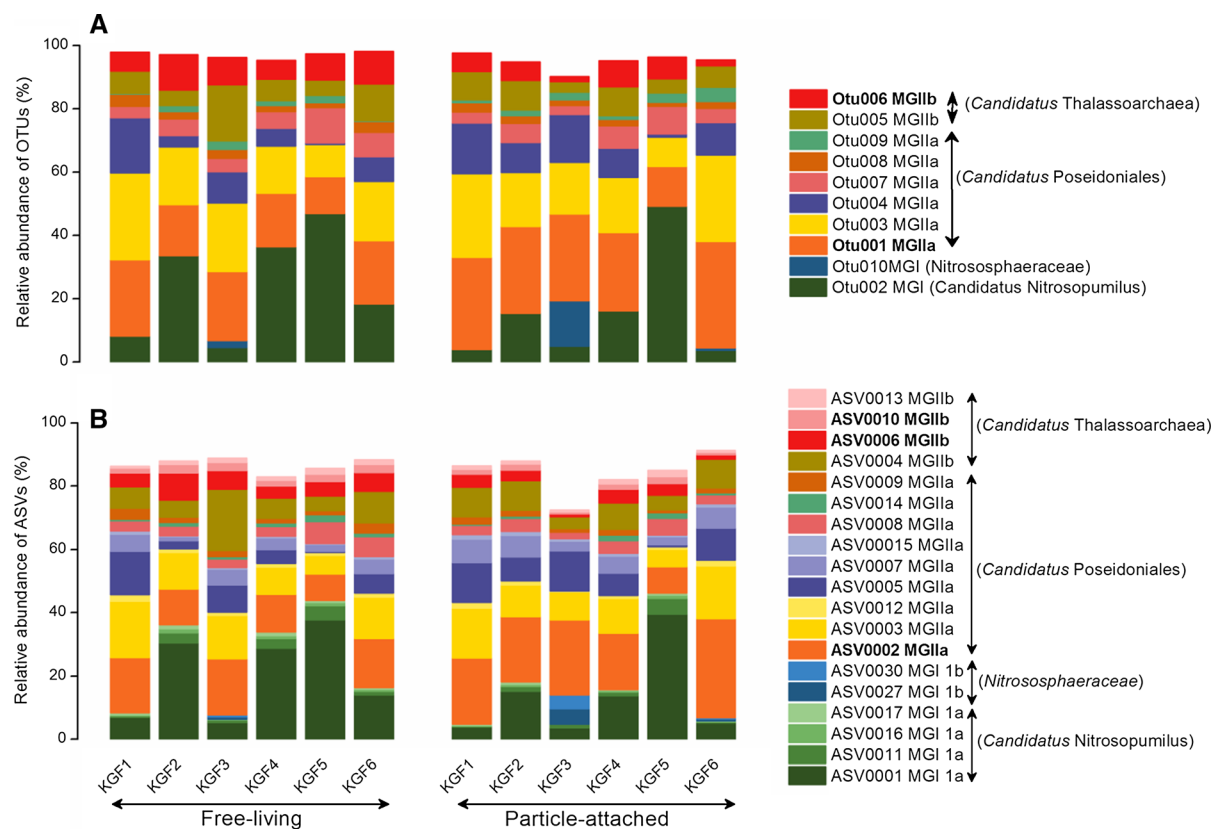 A
Relative abundance of OTUs (%)
100
80
60
40
20
0
Otu006 MGIIb
Otu005 MGIIb
Otu009 MGIIa
Otu008 MGIIa
Otu007 MGIIa
Otu004 MGIIa
Otu003 MGIIa
Otu001 MGIIa
Otu010MGI (Nitrososphaeraceae)
Otu002 MGI (Candidatus Nitrosopumilus)
(Candidatus Thalassoarchaea)
(Candidatus Poseidoniales)
B
Relative abundance of ASVs (%)
100
80
60
40
20
0
ASV0013 MGIIb
ASV0010 MGIIb
ASV0006 MGIIb
ASV0004 MGIIb
ASV0009 MGIIa
ASV0014 MGIIa
ASV0008 MGIIa
ASV00015 MGIIa
ASV0007 MGIIa
ASV0005 MGIIa
ASV0012 MGIIa
ASV0003 MGIIa
ASV0002 MGIIa
ASV0030 MGI 1b
ASV0027 MGI 1b
ASV0017 MGI 1a
ASV0016 MGI 1a
ASV0011 MGI 1a
ASV0001 MGI 1a
(Candidatus Thalassoarchaea)
(Candidatus Poseidoniales)
(Nitrososphaeraceae)
(Candidatus Nitrosopumilus)
KGF1 KGF2 KGF3 KGF4 KGF5 KGF6
KGF1 KGF2 KGF3 KGF4 KGF5 KGF6
Free-living
Particle-attached